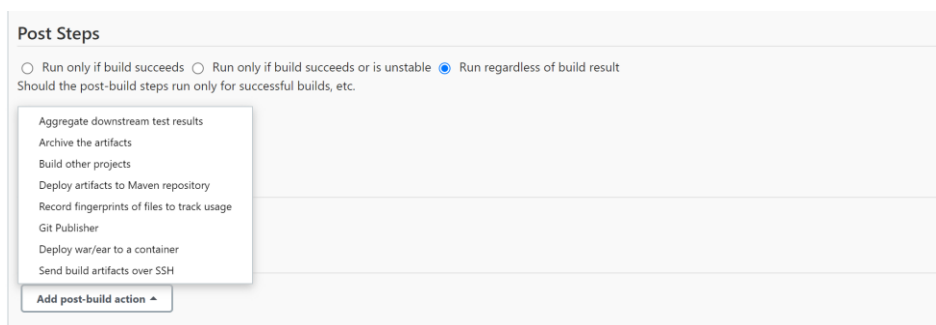 Post Steps
Run only if build succeeds Run only if build succeeds or is unstable Run regardless of build result
Should the post-build steps run only for successful builds, etc.
Aggregate downstream test results
Archive the artifacts
Build other projects
Deploy artifacts to Maven repository
Record fingerprints of files to track usage
Git Publisher
Deploy war/ear to a container
Send build artifacts over SSH
Add post-build action